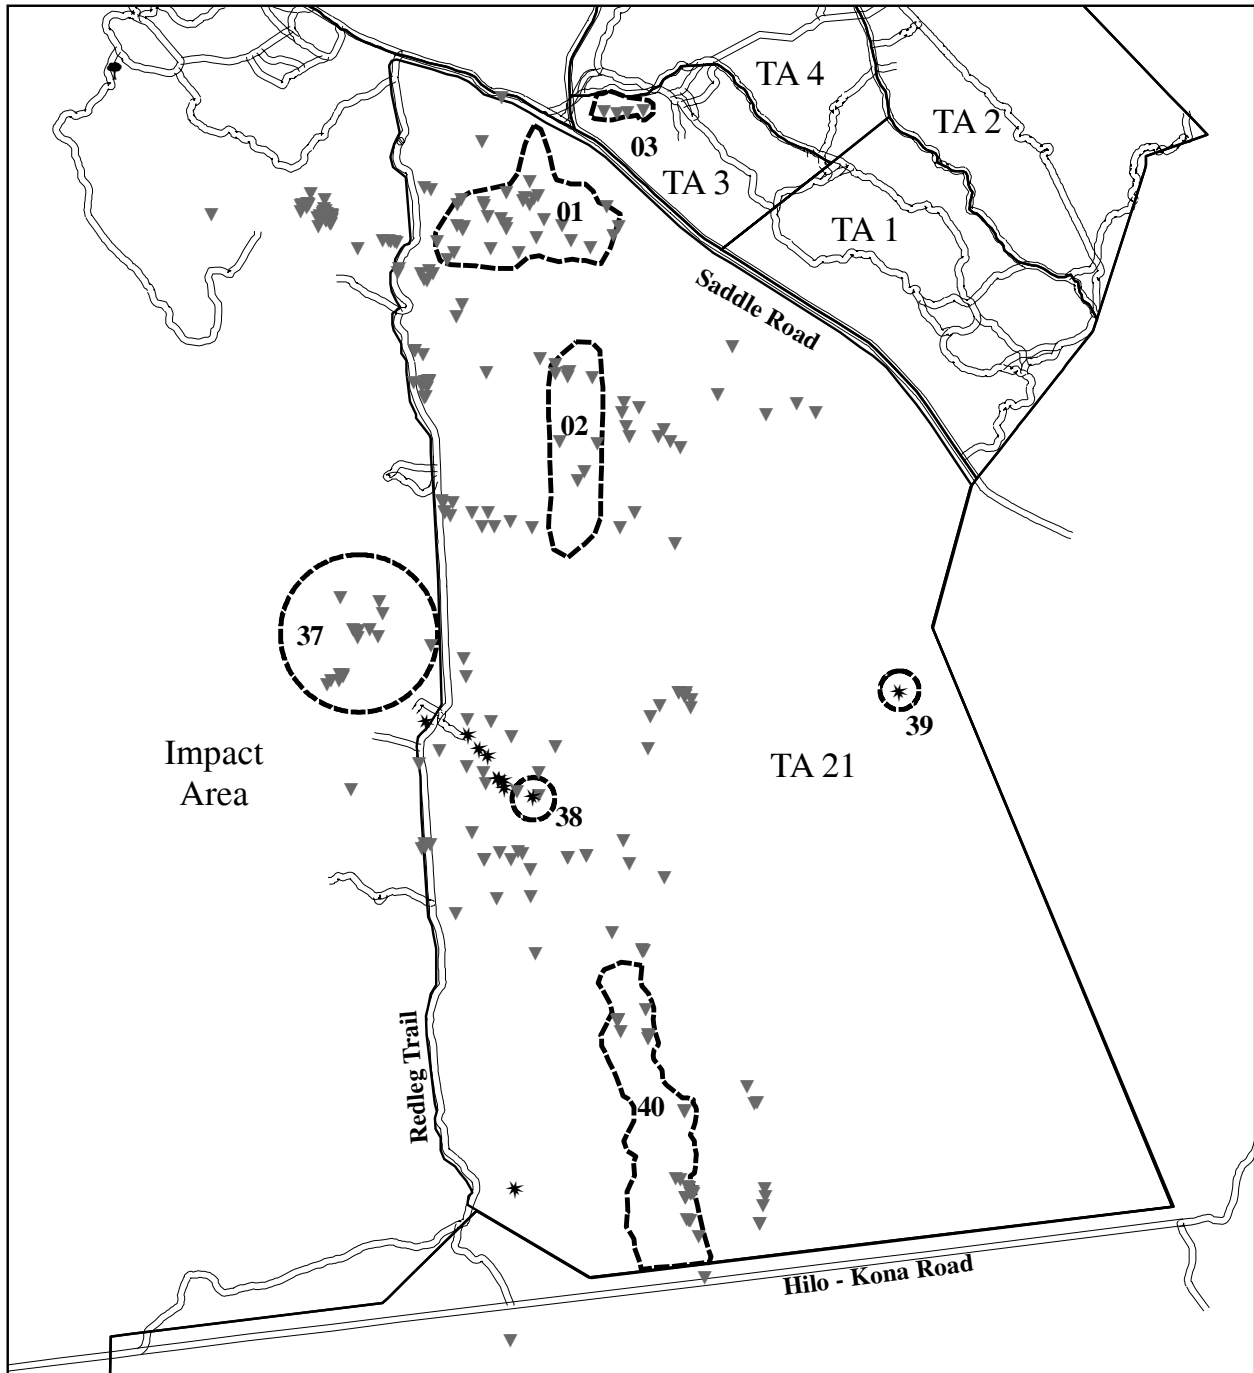 TA 4
TA 2
03
TA 3
01
TA 1
Saddle Road
02
37
39
Impact
Area
TA 21
38
Redleg Trail
40
Hilo - Kona Road